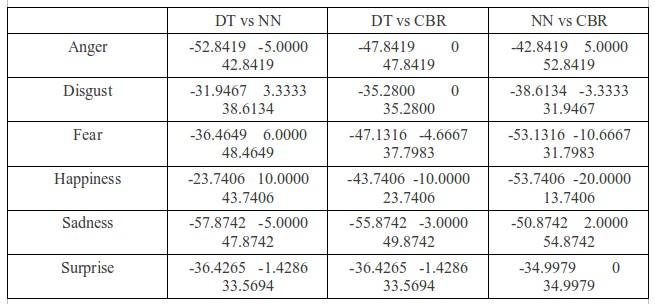 DT vs NN DT vs CBR NN vs CBR
Anger -52.8419 -5.0000 -47.8419 0 -42.8419 5.0000
42.8419 47.8419 52.8419
Disgust -31.9467 3.3333 -35.2800 0 -38.6134 -3.3333
38.6134 35.2800 31.9467
Fear -36.4649 6.0000 -47.1316 -4.6667 -53.1316 -10.6667
48.4649 37.7983 31.7983
Happiness -23.7406 10.0000 -43.7406 -10.0000 -53.7406 -20.0000
43.7406 23.7406 13.7406
Sadness -57.8742 -5.0000 -55.8742 -3.0000 -50.8742 2.0000
47.8742 49.8742 54.8742
Surprise -36.4265 -1.4286 -36.4265 -1.4286 -34.9979 0
33.5694 33.5694 34.9979